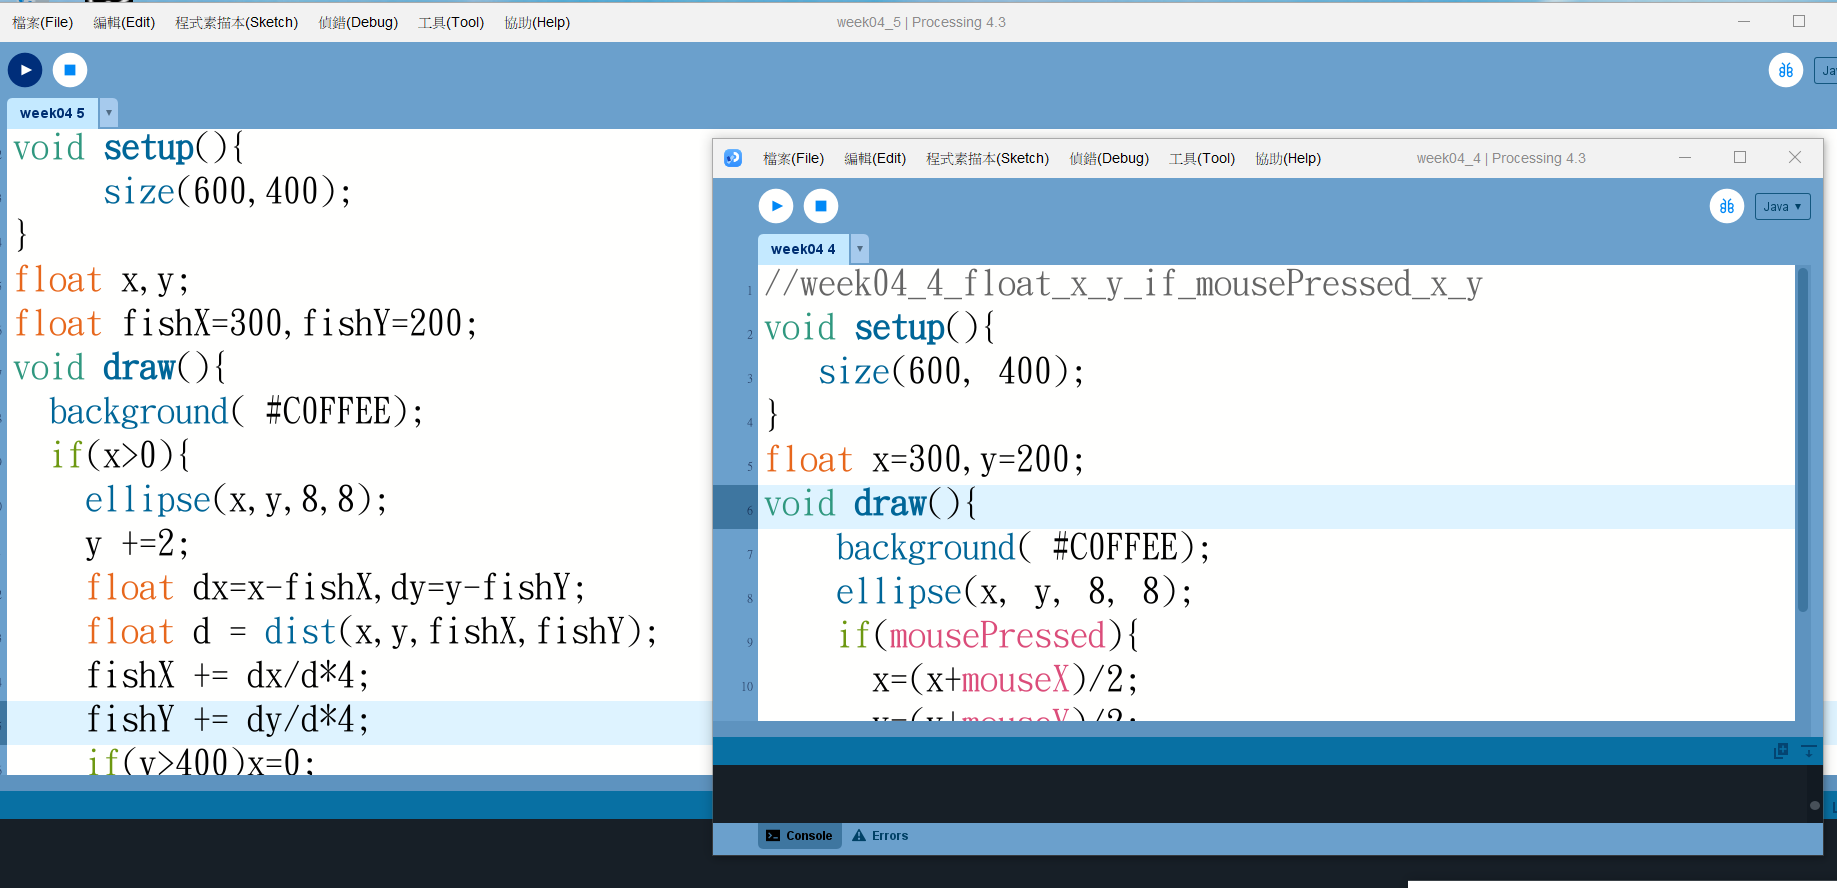 檔案(File) 編輯(Edit) 程式素描本(Sketch) 偵錯(Debug) 工具(Tool) 協助(Help) week04_5 | Processing 4.3
week04 5
void setup(){
size(600,400);
}
float x,y;
float fishX=300,fishY=200;
void draw(){
background( #C0FFEE);
if(x>0){
ellipse(x,y,8,8);
y +=2;
float dx=x-fishX,dy=y-fishY;
float d = dist(x,y,fishX,fishY);
fishX += dx/d*4;
fishY += dy/d*4;
if(y>400)x=0;
檔案(File) 編輯(Edit) 程式素描本(Sketch) 偵錯(Debug) 工具(Tool) 協助(Help) week04_4 | Processing 4.3
Java ▼
week04 4
1 //week04_4_float_x_y_if_mousePressed_x_y
2 void setup(){
3 size(600, 400);
4 }
5 float x=300,y=200;
6 void draw(){
7 background( #C0FFEE);
8 ellipse(x, y, 8, 8);
9 if(mousePressed){
10 x=(x+mouseX)/2;
y=(y+mouseY)/2;
Console Errors